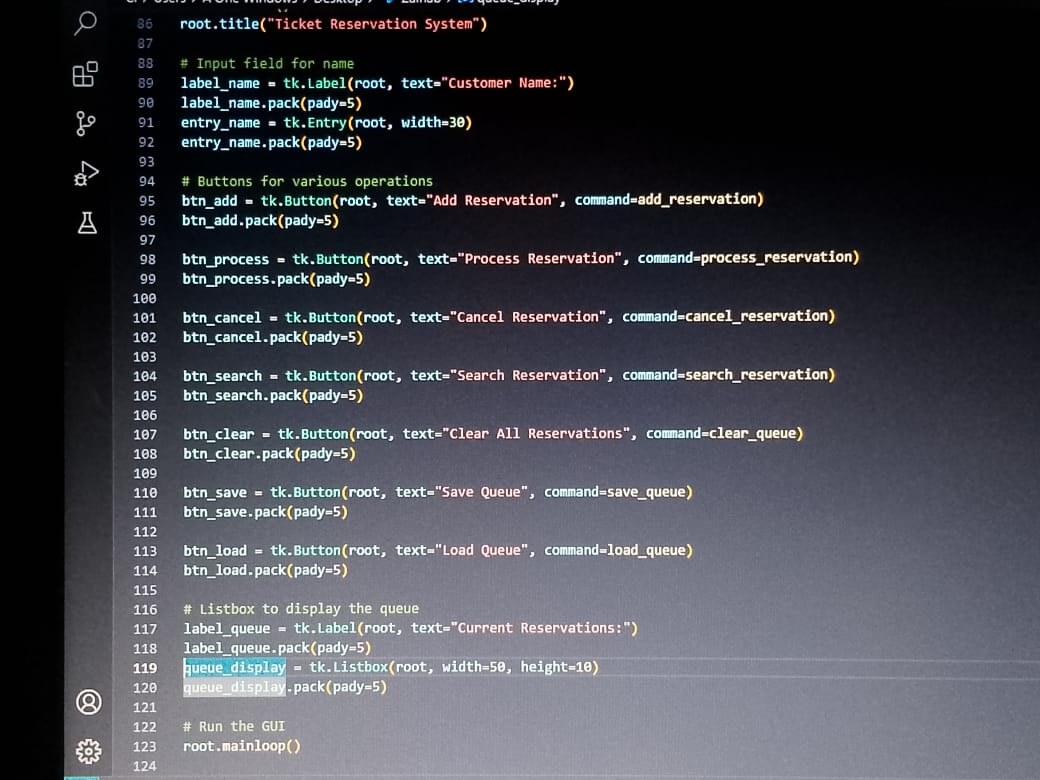 86 root.title("Ticket Reservation System")
87
88 # Input field for name
89 label_name = tk.Label(root, text="Customer Name:")
90 label_name.pack(pady=5)
91 entry_name = tk.Entry(root, width=30)
92 entry_name.pack(pady=5)
93
94 # Buttons for various operations
95 btn_add = tk.Button(root, text="Add Reservation", command=add_reservation)
96 btn_add.pack(pady=5)
97
98 btn_process = tk.Button(root, text="Process Reservation", command=process_reservation)
99 btn_process.pack(pady=5)
100
101 btn_cancel = tk.Button(root, text="Cancel Reservation", command=cancel_reservation)
102 btn_cancel.pack(pady=5)
103
104 btn_search = tk.Button(root, text="Search Reservation", command=search_reservation)
105 btn_search.pack(pady=5)
106
107 btn_clear = tk.Button(root, text="Clear All Reservations", command=clear_queue)
108 btn_clear.pack(pady=5)
109
110 btn_save = tk.Button(root, text="Save Queue", command=save_queue)
111 btn_save.pack(pady=5)
112
113 btn_load = tk.Button(root, text="Load Queue", command=load_queue)
114 btn_load.pack(pady=5)
115
116 # Listbox to display the queue
117 label_queue = tk.Label(root, text="Current Reservations:")
118 label_queue.pack(pady=5)
119 queue_display = tk.Listbox(root, width=50, height=10)
120 queue_display.pack(pady=5)
121
122 # Run the GUI
123 root.mainloop()
124